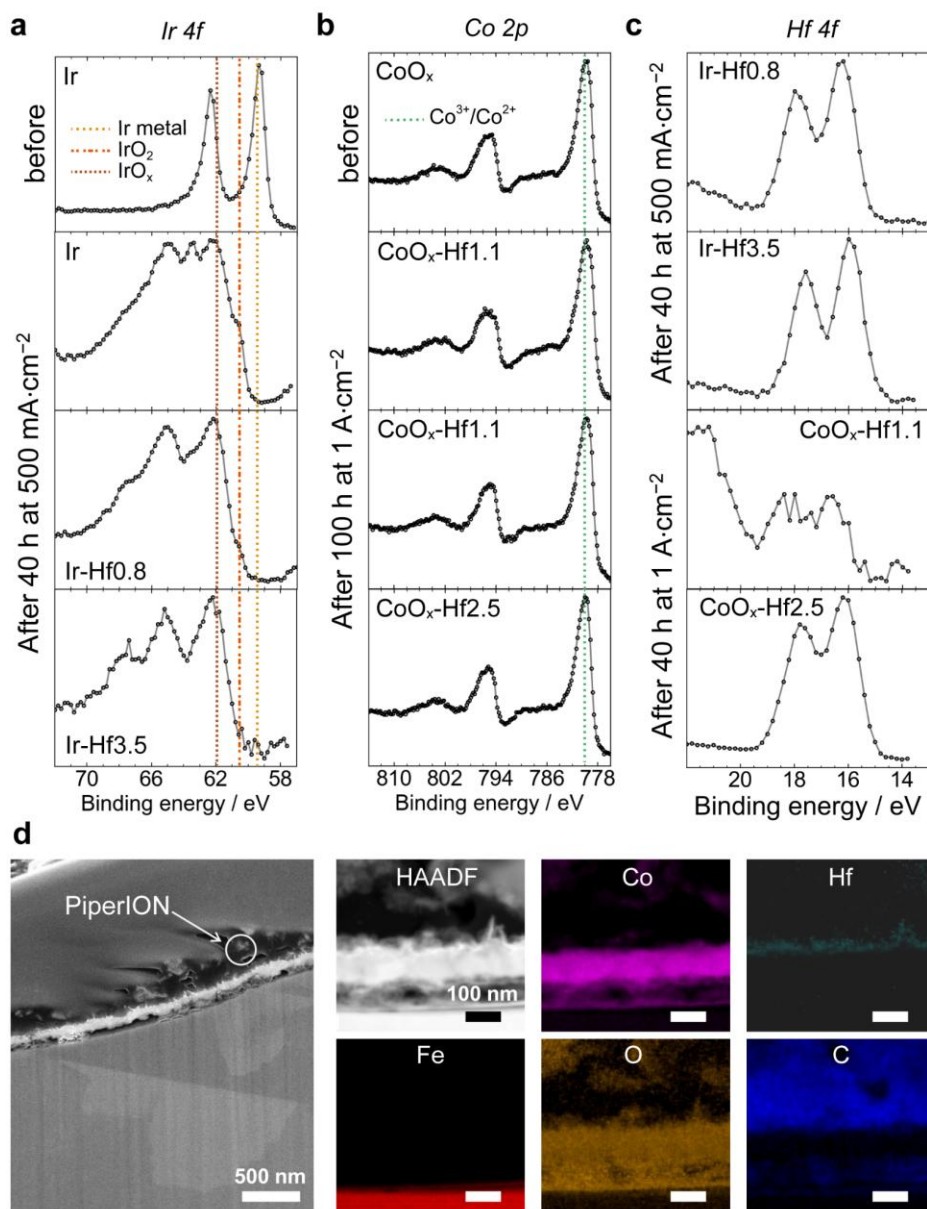 a
Ir 4f
Ir
Ir metal
IrO₂
IrOₓ
before
Ir
Ir-Hf0.8
Ir-Hf3.5
After 40 h at 500 mA·cm⁻²
70 66 62 58
Binding energy / eV
b
Co 2p
CoOₓ
Co³⁺/Co²⁺
before
CoOₓ-Hf1.1
CoOₓ-Hf1.1
CoOₓ-Hf2.5
After 100 h at 1 A·cm⁻²
810 802 794 786 778
Binding energy / eV
c
Hf 4f
Ir-Hf0.8
Ir-Hf3.5
After 40 h at 500 mA·cm⁻²
CoOₓ-Hf1.1
CoOₓ-Hf2.5
After 40 h at 1 A·cm⁻²
20 18 16 14
Binding energy / eV
d
PiperION
500 nm
HAADF
100 nm
Co
Hf
Fe
O
C